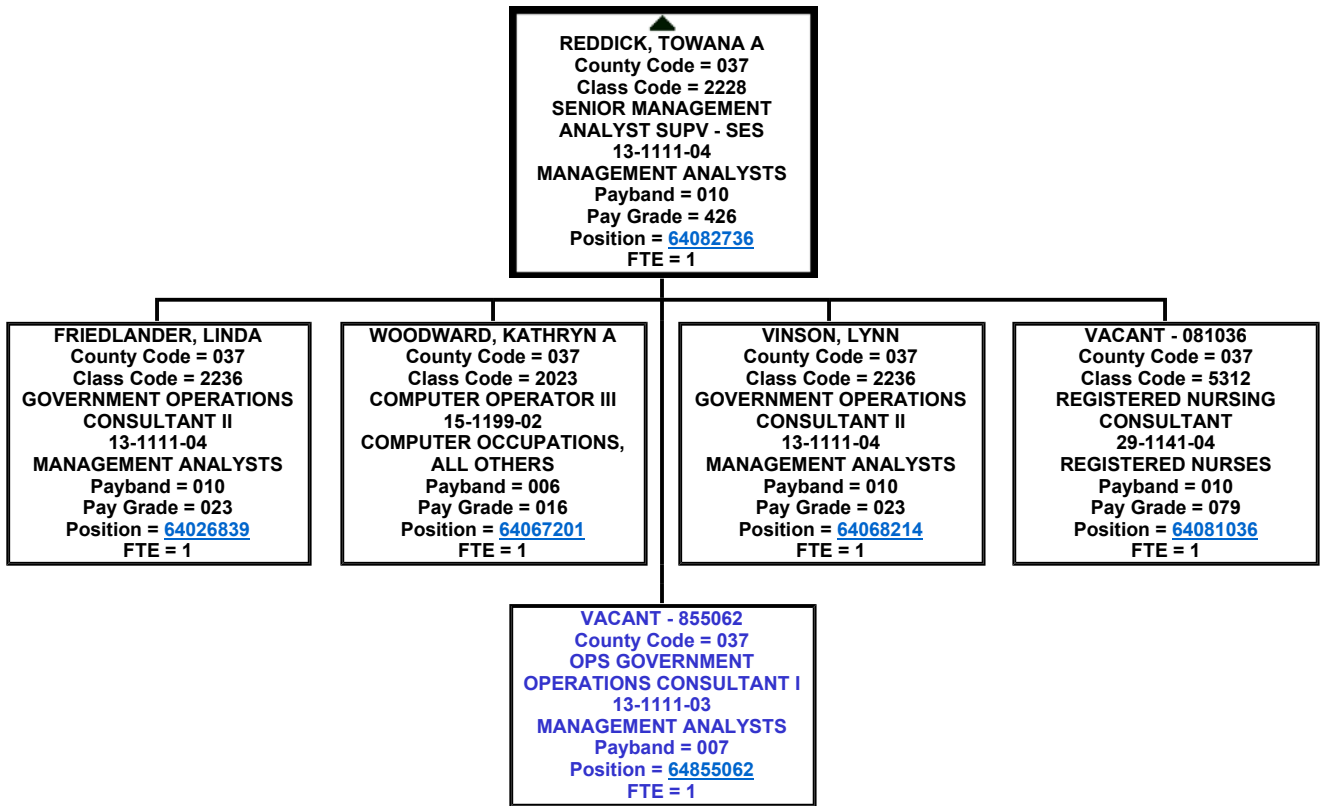 REDDICK, TOWANA A
County Code = 037
Class Code = 2228
SENIOR MANAGEMENT
ANALYST SUPV - SES
13-1111-04
MANAGEMENT ANALYSTS
Payband = 010
Pay Grade = 426
Position = 64082736
FTE = 1
FRIEDLANDER, LINDA
County Code = 037
Class Code = 2236
GOVERNMENT OPERATIONS
CONSULTANT II
13-1111-04
MANAGEMENT ANALYSTS
Payband = 010
Pay Grade = 023
Position = 64026839
FTE = 1
WOODWARD, KATHRYN A
County Code = 037
Class Code = 2023
COMPUTER OPERATOR III
15-1199-02
COMPUTER OCCUPATIONS,
ALL OTHERS
Payband = 006
Pay Grade = 016
Position = 64067201
FTE = 1
VINSON, LYNN
County Code = 037
Class Code = 2236
GOVERNMENT OPERATIONS
CONSULTANT II
13-1111-04
MANAGEMENT ANALYSTS
Payband = 010
Pay Grade = 023
Position = 64068214
FTE = 1
VACANT - 081036
County Code = 037
Class Code = 5312
REGISTERED NURSING
CONSULTANT
29-1141-04
REGISTERED NURSES
Payband = 010
Pay Grade = 079
Position = 64081036
FTE = 1
VACANT - 855062
County Code = 037
OPS GOVERNMENT
OPERATIONS CONSULTANT I
13-1111-03
MANAGEMENT ANALYSTS
Payband = 007
Position = 64855062
FTE = 1